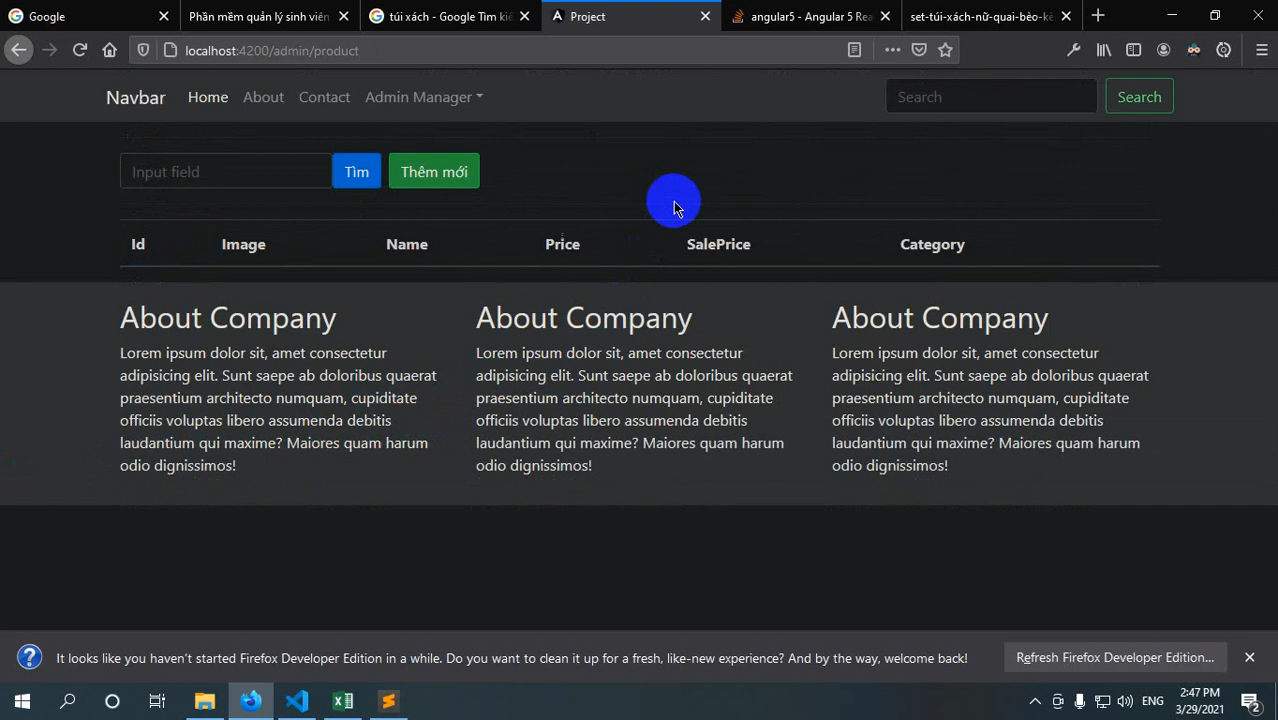 Google
Phần mềm quản lý sinh viên
túi xách - Google Tìm kiế
Project
angular5 - Angular 5 Rea
set-túi-xách-nữ-quai-bèo-kè
localhost:4200/admin/product
Navbar Home About Contact Admin Manager Search Search
Input field Tìm Thêm mới
Id Image Name Price SalePrice Category
About Company
Lorem ipsum dolor sit, amet consectetur
adipisicing elit. Sunt saepe ab doloribus quaerat
praesentium architecto numquam, cupiditate
officiis voluptas libero assumenda debitis
laudantium qui maxime? Maiores quam harum
odio dignissimos!
About Company
Lorem ipsum dolor sit, amet consectetur
adipisicing elit. Sunt saepe ab doloribus quaerat
praesentium architecto numquam, cupiditate
officiis voluptas libero assumenda debitis
laudantium qui maxime? Maiores quam harum
odio dignissimos!
About Company
Lorem ipsum dolor sit, amet consectetur
adipisicing elit. Sunt saepe ab doloribus quaerat
praesentium architecto numquam, cupiditate
officiis voluptas libero assumenda debitis
laudantium qui maxime? Maiores quam harum
odio dignissimos!
It looks like you haven't started Firefox Developer Edition in a while. Do you want to clean it up for a fresh, like-new experience? And by the way, welcome back! Refresh Firefox Developer Edition...
ENG
2:47 PM
3/29/2021
2